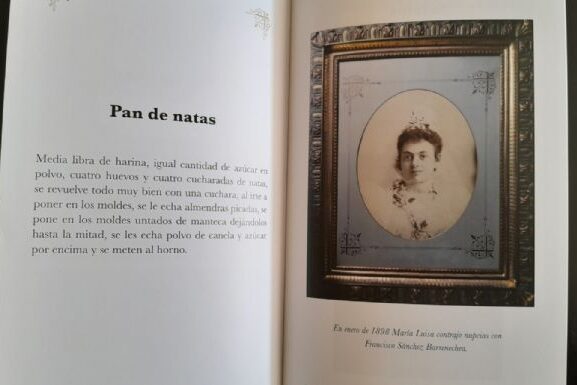 Pan de natas
Media libra de harina, igual cantidad de azúcar en
polvo, cuatro huevos y cuatro cucharadas de natas,
se revuelve todo muy bien con una cuchara, al irse a
poner en los moldes, se le echa almendras picadas, se
pone en los moldes untados de manteca dejándolos
hasta la mitad, se les echa polvo de canela y azúcar
por encima y se meten al horno.
En enero de 1898 María Luisa contrajo nupcias con
Francisco Sánchez Barrenechea.